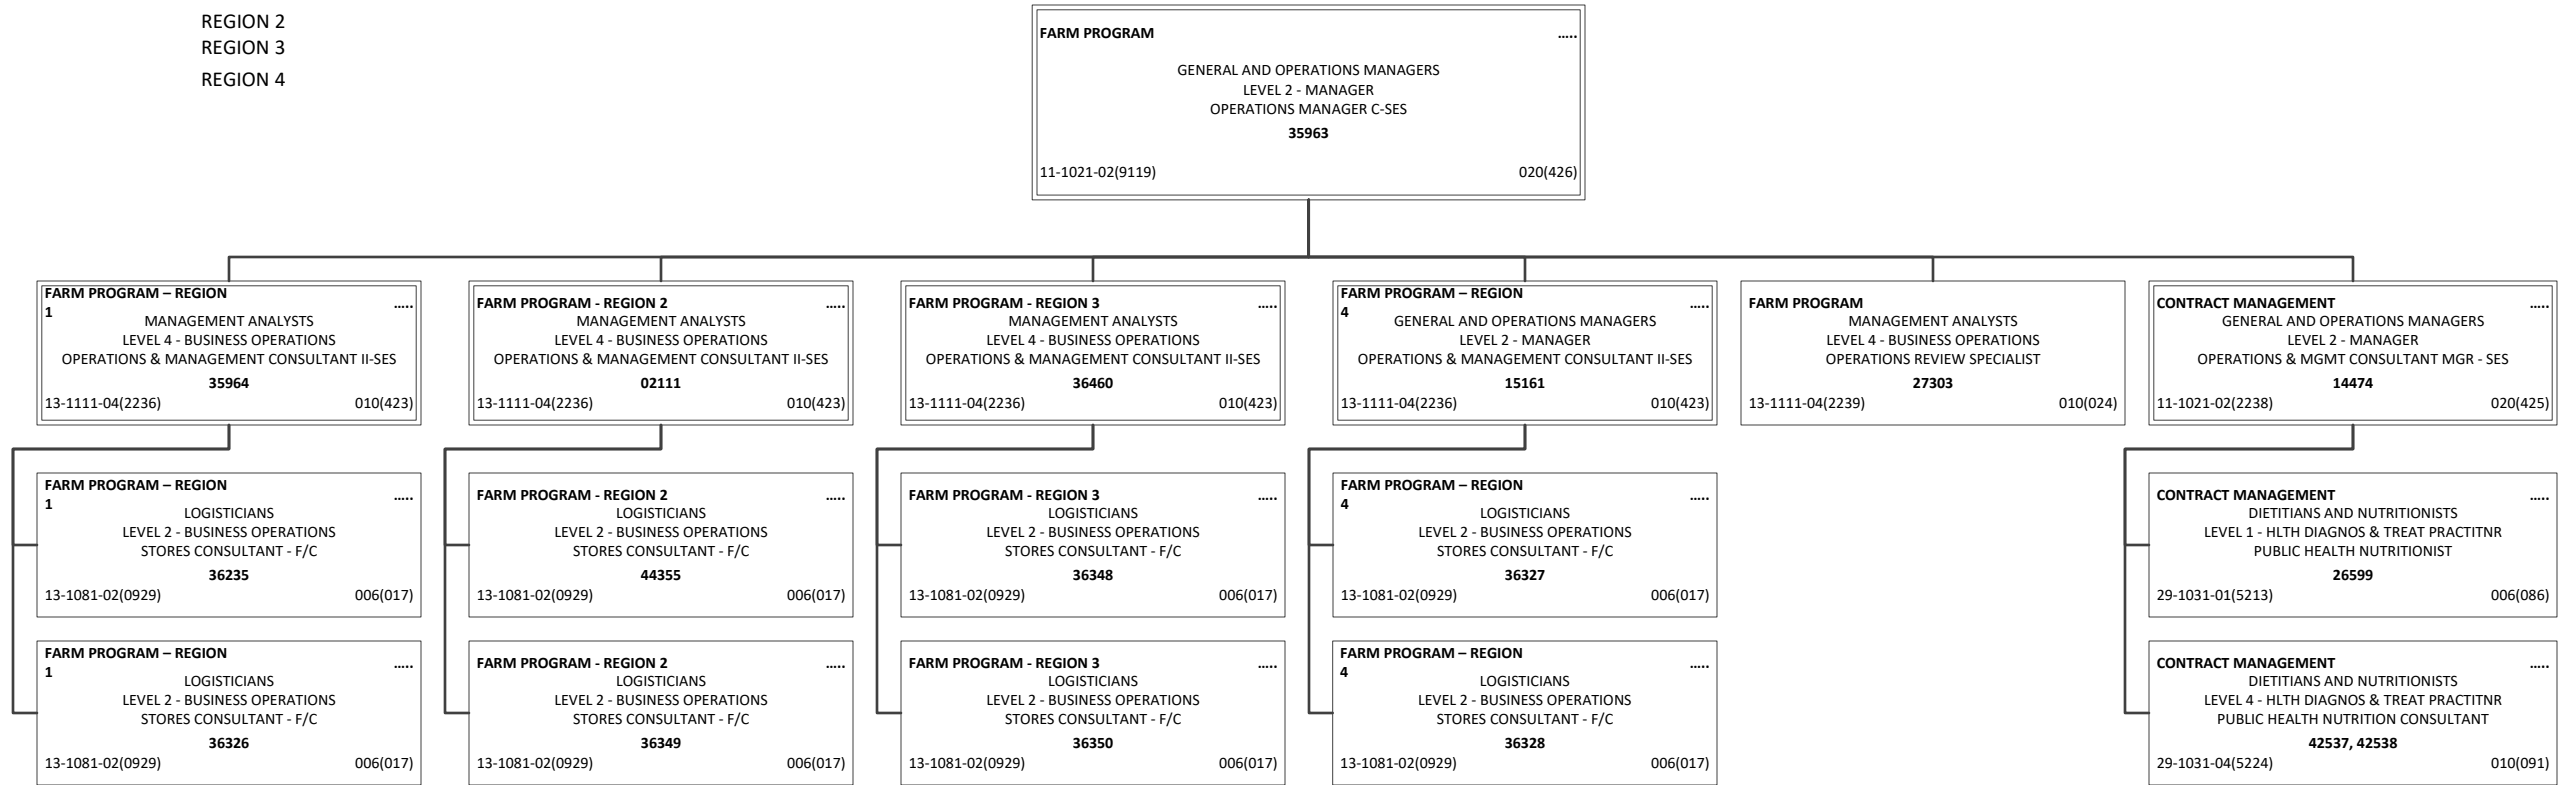 REGION 2
REGION 3
REGION 4
FARM PROGRAM .....
GENERAL AND OPERATIONS MANAGERS
LEVEL 2 - MANAGER
OPERATIONS MANAGER C-SES
35963
11-1021-02(9119) 020(426)
FARM PROGRAM – REGION
1 .....
MANAGEMENT ANALYSTS
LEVEL 4 - BUSINESS OPERATIONS
OPERATIONS & MANAGEMENT CONSULTANT II-SES
35964
13-1111-04(2236) 010(423)
FARM PROGRAM - REGION 2 .....
MANAGEMENT ANALYSTS
LEVEL 4 - BUSINESS OPERATIONS
OPERATIONS & MANAGEMENT CONSULTANT II-SES
02111
13-1111-04(2236) 010(423)
FARM PROGRAM - REGION 3 .....
MANAGEMENT ANALYSTS
LEVEL 4 - BUSINESS OPERATIONS
OPERATIONS & MANAGEMENT CONSULTANT II-SES
36460
13-1111-04(2236) 010(423)
FARM PROGRAM – REGION
4 .....
GENERAL AND OPERATIONS MANAGERS
LEVEL 2 - MANAGER
OPERATIONS & MANAGEMENT CONSULTANT II-SES
15161
13-1111-04(2236) 010(423)
FARM PROGRAM
MANAGEMENT ANALYSTS
LEVEL 4 - BUSINESS OPERATIONS
OPERATIONS REVIEW SPECIALIST
27303
13-1111-04(2239) 010(024)
CONTRACT MANAGEMENT .....
GENERAL AND OPERATIONS MANAGERS
LEVEL 2 - MANAGER
OPERATIONS & MGMT CONSULTANT MGR - SES
14474
11-1021-02(2238) 020(425)
FARM PROGRAM – REGION
1 .....
LOGISTICIANS
LEVEL 2 - BUSINESS OPERATIONS
STORES CONSULTANT - F/C
36235
13-1081-02(0929) 006(017)
FARM PROGRAM - REGION 2 .....
LOGISTICIANS
LEVEL 2 - BUSINESS OPERATIONS
STORES CONSULTANT - F/C
44355
13-1081-02(0929) 006(017)
FARM PROGRAM - REGION 3 .....
LOGISTICIANS
LEVEL 2 - BUSINESS OPERATIONS
STORES CONSULTANT - F/C
36348
13-1081-02(0929) 006(017)
FARM PROGRAM – REGION
4 .....
LOGISTICIANS
LEVEL 2 - BUSINESS OPERATIONS
STORES CONSULTANT - F/C
36327
13-1081-02(0929) 006(017)
CONTRACT MANAGEMENT .....
DIETITIANS AND NUTRITIONISTS
LEVEL 1 - HLTH DIAGNOS & TREAT PRACTITNR
PUBLIC HEALTH NUTRITIONIST
26599
29-1031-01(5213) 006(086)
FARM PROGRAM – REGION
1 .....
LOGISTICIANS
LEVEL 2 - BUSINESS OPERATIONS
STORES CONSULTANT - F/C
36326
13-1081-02(0929) 006(017)
FARM PROGRAM - REGION 2 .....
LOGISTICIANS
LEVEL 2 - BUSINESS OPERATIONS
STORES CONSULTANT - F/C
36349
13-1081-02(0929) 006(017)
FARM PROGRAM - REGION 3 .....
LOGISTICIANS
LEVEL 2 - BUSINESS OPERATIONS
STORES CONSULTANT - F/C
36350
13-1081-02(0929) 006(017)
FARM PROGRAM – REGION
4 .....
LOGISTICIANS
LEVEL 2 - BUSINESS OPERATIONS
STORES CONSULTANT - F/C
36328
13-1081-02(0929) 006(017)
CONTRACT MANAGEMENT .....
DIETITIANS AND NUTRITIONISTS
LEVEL 4 - HLTH DIAGNOS & TREAT PRACTITNR
PUBLIC HEALTH NUTRITION CONSULTANT
42537, 42538
29-1031-04(5224) 010(091)